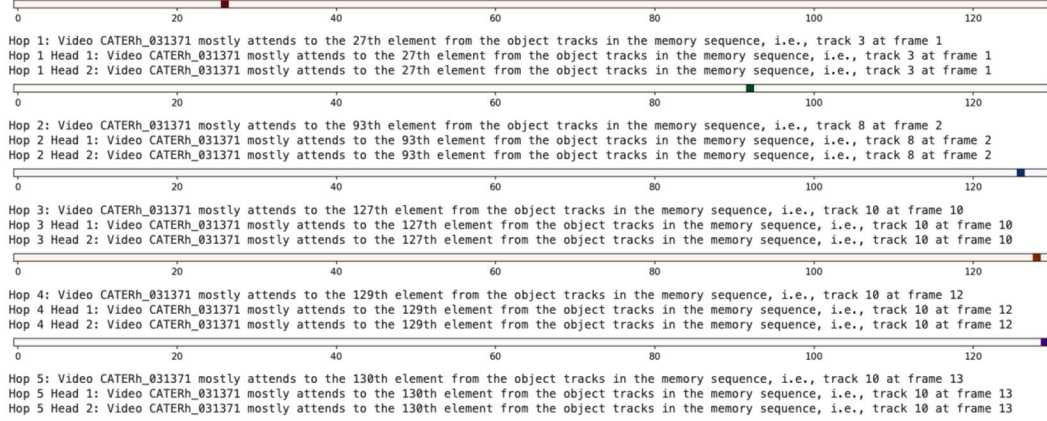 0 20 40 60 80 100 120
Hop 1: Video CATERh_031371 mostly attends to the 27th element from the object tracks in the memory sequence, i.e., track 3 at frame 1
Hop 1 Head 1: Video CATERh_031371 mostly attends to the 27th element from the object tracks in the memory sequence, i.e., track 3 at frame 1
Hop 1 Head 2: Video CATERh_031371 mostly attends to the 27th element from the object tracks in the memory sequence, i.e., track 3 at frame 1
0 20 40 60 80 100 120
Hop 2: Video CATERh_031371 mostly attends to the 93th element from the object tracks in the memory sequence, i.e., track 8 at frame 2
Hop 2 Head 1: Video CATERh_031371 mostly attends to the 93th element from the object tracks in the memory sequence, i.e., track 8 at frame 2
Hop 2 Head 2: Video CATERh_031371 mostly attends to the 93th element from the object tracks in the memory sequence, i.e., track 8 at frame 2
0 20 40 60 80 100 120
Hop 3: Video CATERh_031371 mostly attends to the 127th element from the object tracks in the memory sequence, i.e., track 10 at frame 10
Hop 3 Head 1: Video CATERh_031371 mostly attends to the 127th element from the object tracks in the memory sequence, i.e., track 10 at frame 10
Hop 3 Head 2: Video CATERh_031371 mostly attends to the 127th element from the object tracks in the memory sequence, i.e., track 10 at frame 10
0 20 40 60 80 100 120
Hop 4: Video CATERh_031371 mostly attends to the 129th element from the object tracks in the memory sequence, i.e., track 10 at frame 12
Hop 4 Head 1: Video CATERh_031371 mostly attends to the 129th element from the object tracks in the memory sequence, i.e., track 10 at frame 12
Hop 4 Head 2: Video CATERh_031371 mostly attends to the 129th element from the object tracks in the memory sequence, i.e., track 10 at frame 12
0 20 40 60 80 100 120
Hop 5: Video CATERh_031371 mostly attends to the 130th element from the object tracks in the memory sequence, i.e., track 10 at frame 13
Hop 5 Head 1: Video CATERh_031371 mostly attends to the 130th element from the object tracks in the memory sequence, i.e., track 10 at frame 13
Hop 5 Head 2: Video CATERh_031371 mostly attends to the 130th element from the object tracks in the memory sequence, i.e., track 10 at frame 13